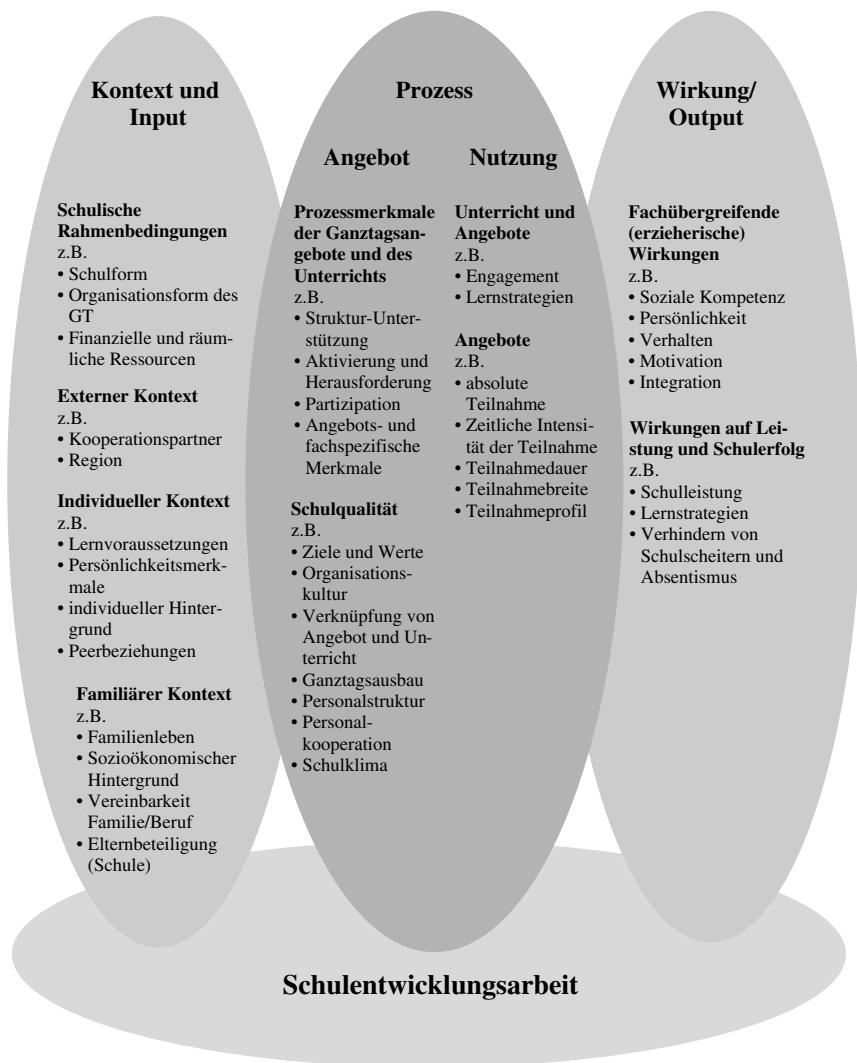 Kontext und
Input
Schulische
Rahmenbedingungen
z.B.
• Schulform
• Organisationsform des
GT
• Finanzielle und räum-
liche Ressourcen
Externer Kontext
z.B.
• Kooperationspartner
• Region
Individueller Kontext
z.B.
• Lernvoraussetzungen
• Persönlichkeitsmerk-
male
• individueller Hinter-
grund
• Peerbeziehungen
Familiärer Kontext
z.B.
• Familienleben
• Sozioökonomischer
Hintergrund
• Vereinbarkeit
Familie/Beruf
• Elternbeteiligung
(Schule)
Prozess
Angebot
Prozessmerkmale
der Ganztagsan-
gebote und des
Unterrichts
z.B.
• Struktur-Unter-
stützung
• Aktivierung und
Herausforderung
• Partizipation
• Angebots- und
fachspezifische
Merkmale
Schulqualität
z.B.
• Ziele und Werte
• Organisations-
kultur
• Verknüpfung von
Angebot und Un-
terricht
• Ganztagsausbau
• Personalstruktur
• Personal-
kooperation
• Schulklima
Nutzung
Unterricht und
Angebote
z.B.
• Engagement
• Lernstrategien
Angebote
z.B.
• absolute
Teilnahme
• Zeitliche Intensi-
tät der Teilnahme
• Teilnahmedauer
• Teilnahmebreite
• Teilnahmeprofil
Wirkung/
Output
Fachübergreifende
(erzieherische)
Wirkungen
z.B.
• Soziale Kompetenz
• Persönlichkeit
• Verhalten
• Motivation
• Integration
Wirkungen auf Lei-
stung und Schulerfolg
z.B.
• Schulleistung
• Lernstrategien
• Verhindern von
Schulscheitern und
Absentismus
Schulentwicklungsarbeit